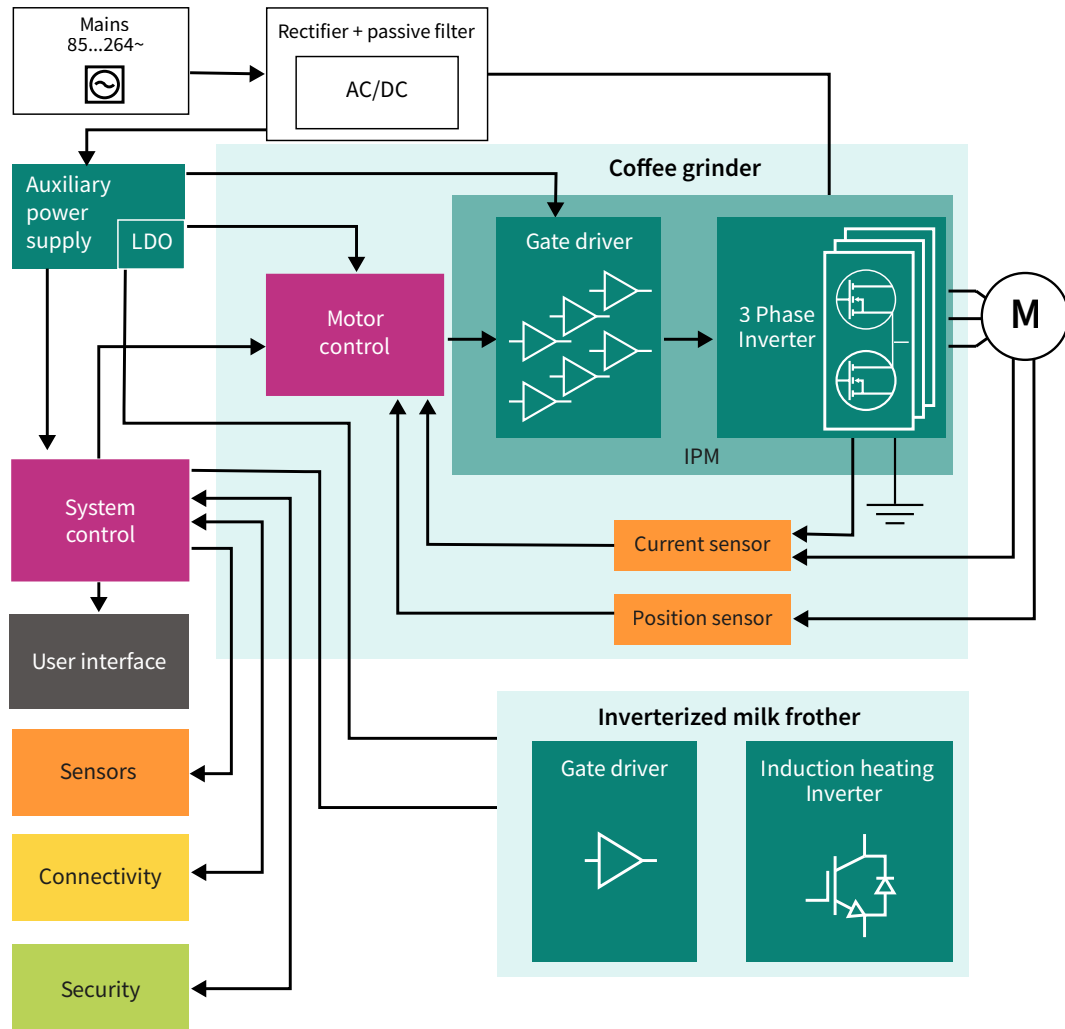 Mains
85...264~
Rectifier + passive filter
AC/DC
Coffee grinder
Auxiliary
power
supply
LDO
Gate driver
Motor
control
3 Phase
Inverter
M
IPM
System
control
Current sensor
Position sensor
User interface
Inverterized milk frother
Sensors
Gate driver
Induction heating
Inverter
Connectivity
Security